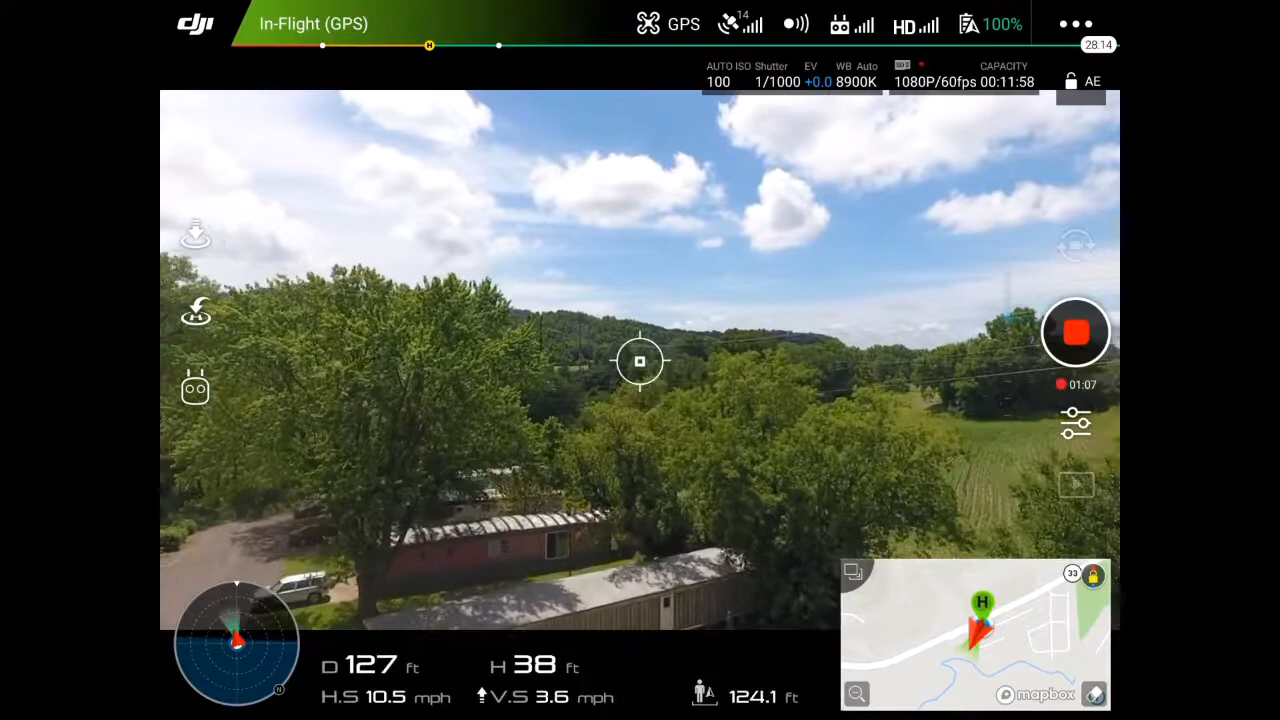 dji In-Flight (GPS) GPS 14 HD 100%
H 28:14
AUTO ISO Shutter EV WB Auto SD CAPACITY
100 1/1000 +0.0 8900K 1080P/60fps 00:11:58 AE
01:07
33
H
D 127 ft H 38 ft
H.S 10.5 mph V.S 3.6 mph 124.1 ft
N
mapbox